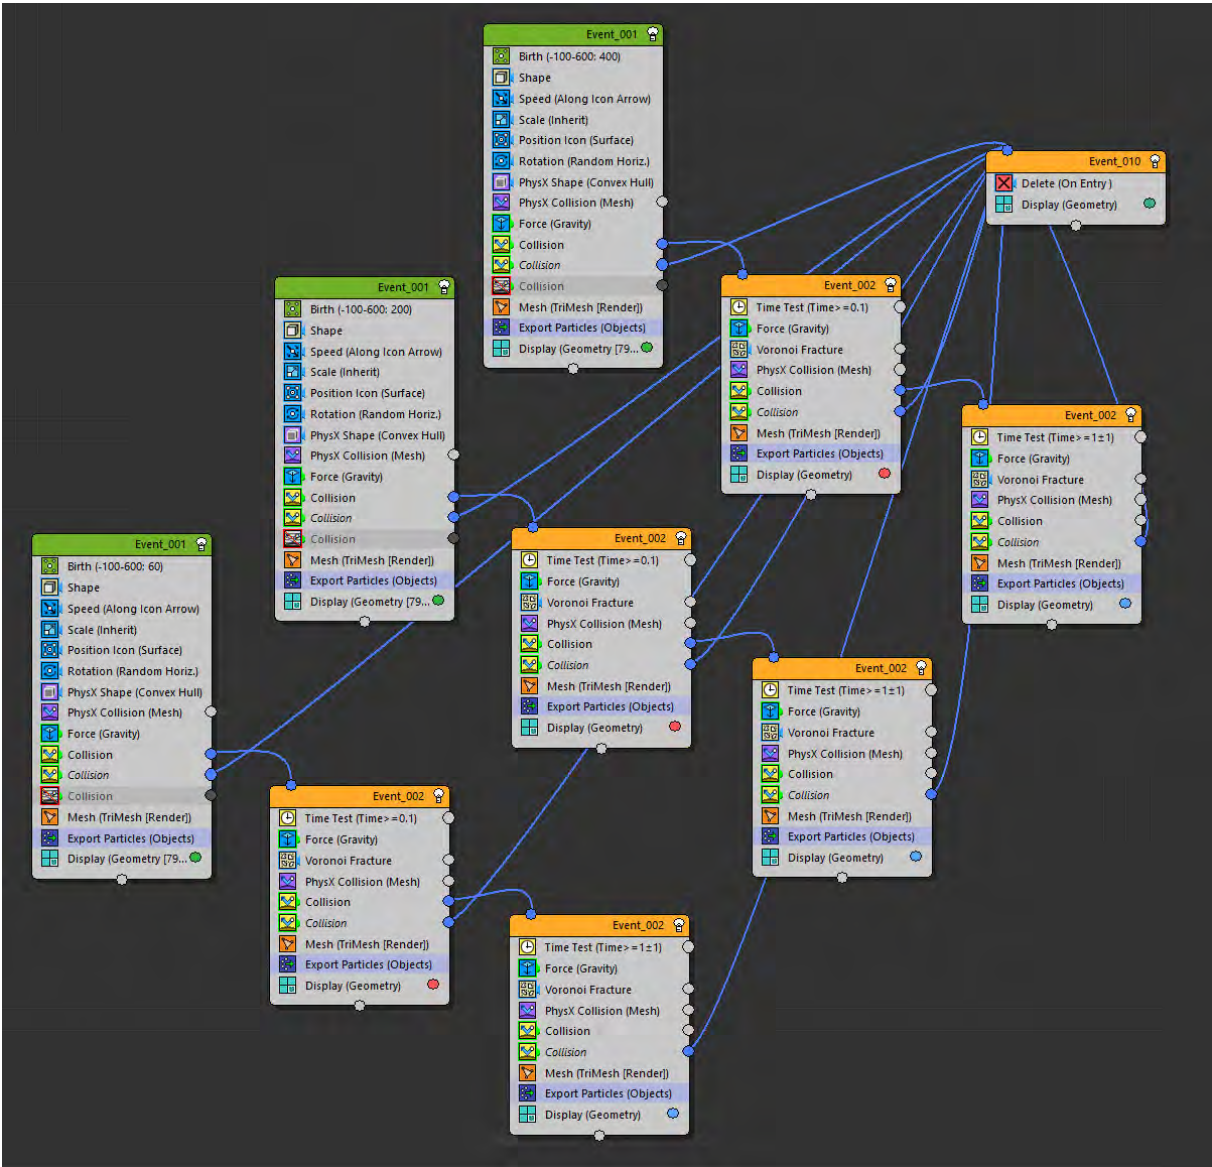 Event_001
Birth (-100-600: 400)
Shape
Speed (Along Icon Arrow)
Scale (Inherit)
Position Icon (Surface)
Rotation (Random Horiz.)
PhysX Shape (Convex Hull)
PhysX Collision (Mesh)
Force (Gravity)
Collision
Collision
Collision
Mesh (TriMesh [Render])
Export Particles (Objects)
Display (Geometry [79...
Event_010
Delete (On Entry )
Display (Geometry)
Event_002
Time Test (Time>=0.1)
Force (Gravity)
Voronoi Fracture
PhysX Collision (Mesh)
Collision
Collision
Mesh (TriMesh [Render])
Export Particles (Objects)
Display (Geometry)
Event_002
Time Test (Time>=1±1)
Force (Gravity)
Voronoi Fracture
PhysX Collision (Mesh)
Collision
Collision
Mesh (TriMesh [Render])
Export Particles (Objects)
Display (Geometry)
Event_001
Birth (-100-600: 200)
Shape
Speed (Along Icon Arrow)
Scale (Inherit)
Position Icon (Surface)
Rotation (Random Horiz.)
PhysX Shape (Convex Hull)
PhysX Collision (Mesh)
Force (Gravity)
Collision
Collision
Collision
Mesh (TriMesh [Render])
Export Particles (Objects)
Display (Geometry [79...
Event_002
Time Test (Time>=0.1)
Force (Gravity)
Voronoi Fracture
PhysX Collision (Mesh)
Collision
Collision
Mesh (TriMesh [Render])
Export Particles (Objects)
Display (Geometry)
Event_002
Time Test (Time>=1±1)
Force (Gravity)
Voronoi Fracture
PhysX Collision (Mesh)
Collision
Collision
Mesh (TriMesh [Render])
Export Particles (Objects)
Display (Geometry)
Event_001
Birth (-100-600: 60)
Shape
Speed (Along Icon Arrow)
Scale (Inherit)
Position Icon (Surface)
Rotation (Random Horiz.)
PhysX Shape (Convex Hull)
PhysX Collision (Mesh)
Force (Gravity)
Collision
Collision
Collision
Mesh (TriMesh [Render])
Export Particles (Objects)
Display (Geometry [79...
Event_002
Time Test (Time>=0.1)
Force (Gravity)
Voronoi Fracture
PhysX Collision (Mesh)
Collision
Collision
Mesh (TriMesh [Render])
Export Particles (Objects)
Display (Geometry)
Event_002
Time Test (Time>=1±1)
Force (Gravity)
Voronoi Fracture
PhysX Collision (Mesh)
Collision
Collision
Mesh (TriMesh [Render])
Export Particles (Objects)
Display (Geometry)